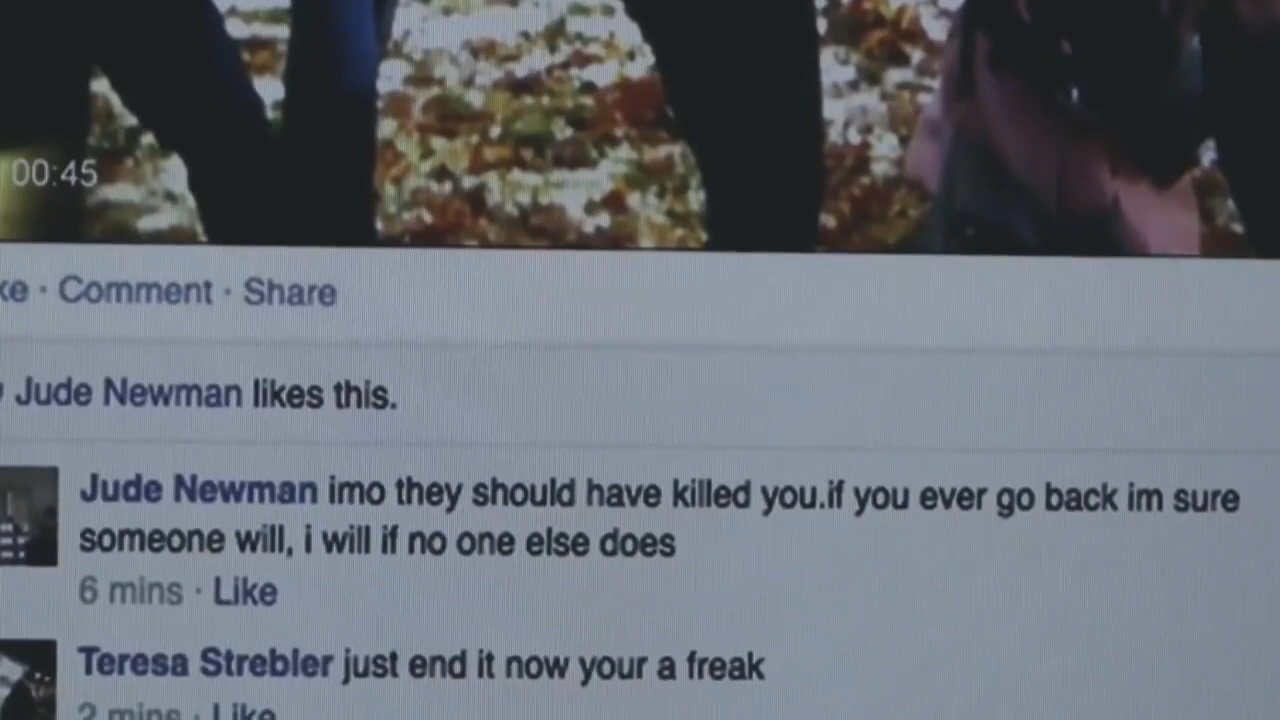 00:45
ke · Comment · Share
Jude Newman likes this.
Jude Newman imo they should have killed you.if you ever go back im sure
someone will, i will if no one else does
6 mins · Like
Teresa Strebler just end it now your a freak
2 mins · Like